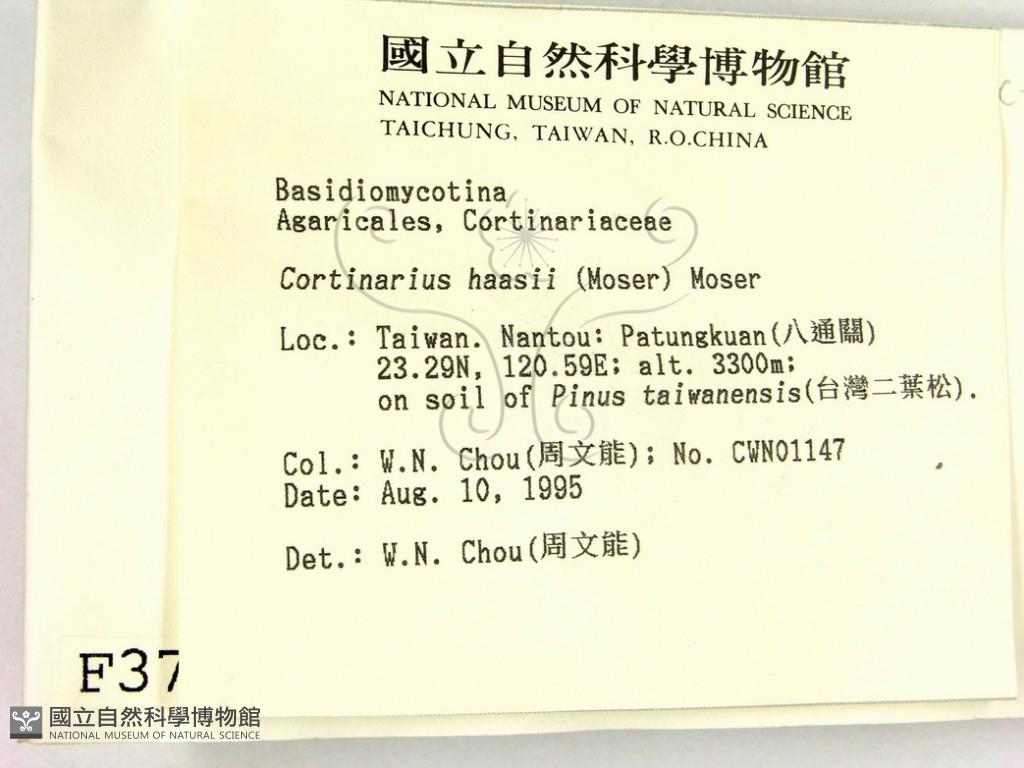 國立自然科學博物館
NATIONAL MUSEUM OF NATURAL SCIENCE
TAICHUNG, TAIWAN, R.O.CHINA
Basidiomycotina
Agaricales, Cortinariaceae
Cortinarius haasii (Moser) Moser
Loc.: Taiwan. Nantou: Patungkuan(八通關)
23.29N, 120.59E; alt. 3300m;
on soil of Pinus taiwanensis(台灣二葉松).
Col.: W.N. Chou(周文能); No. CWN01147
Date: Aug. 10, 1995
Det.: W.N. Chou(周文能)
F37
國立自然科學博物館
NATIONAL MUSEUM OF NATURAL SCIENCE